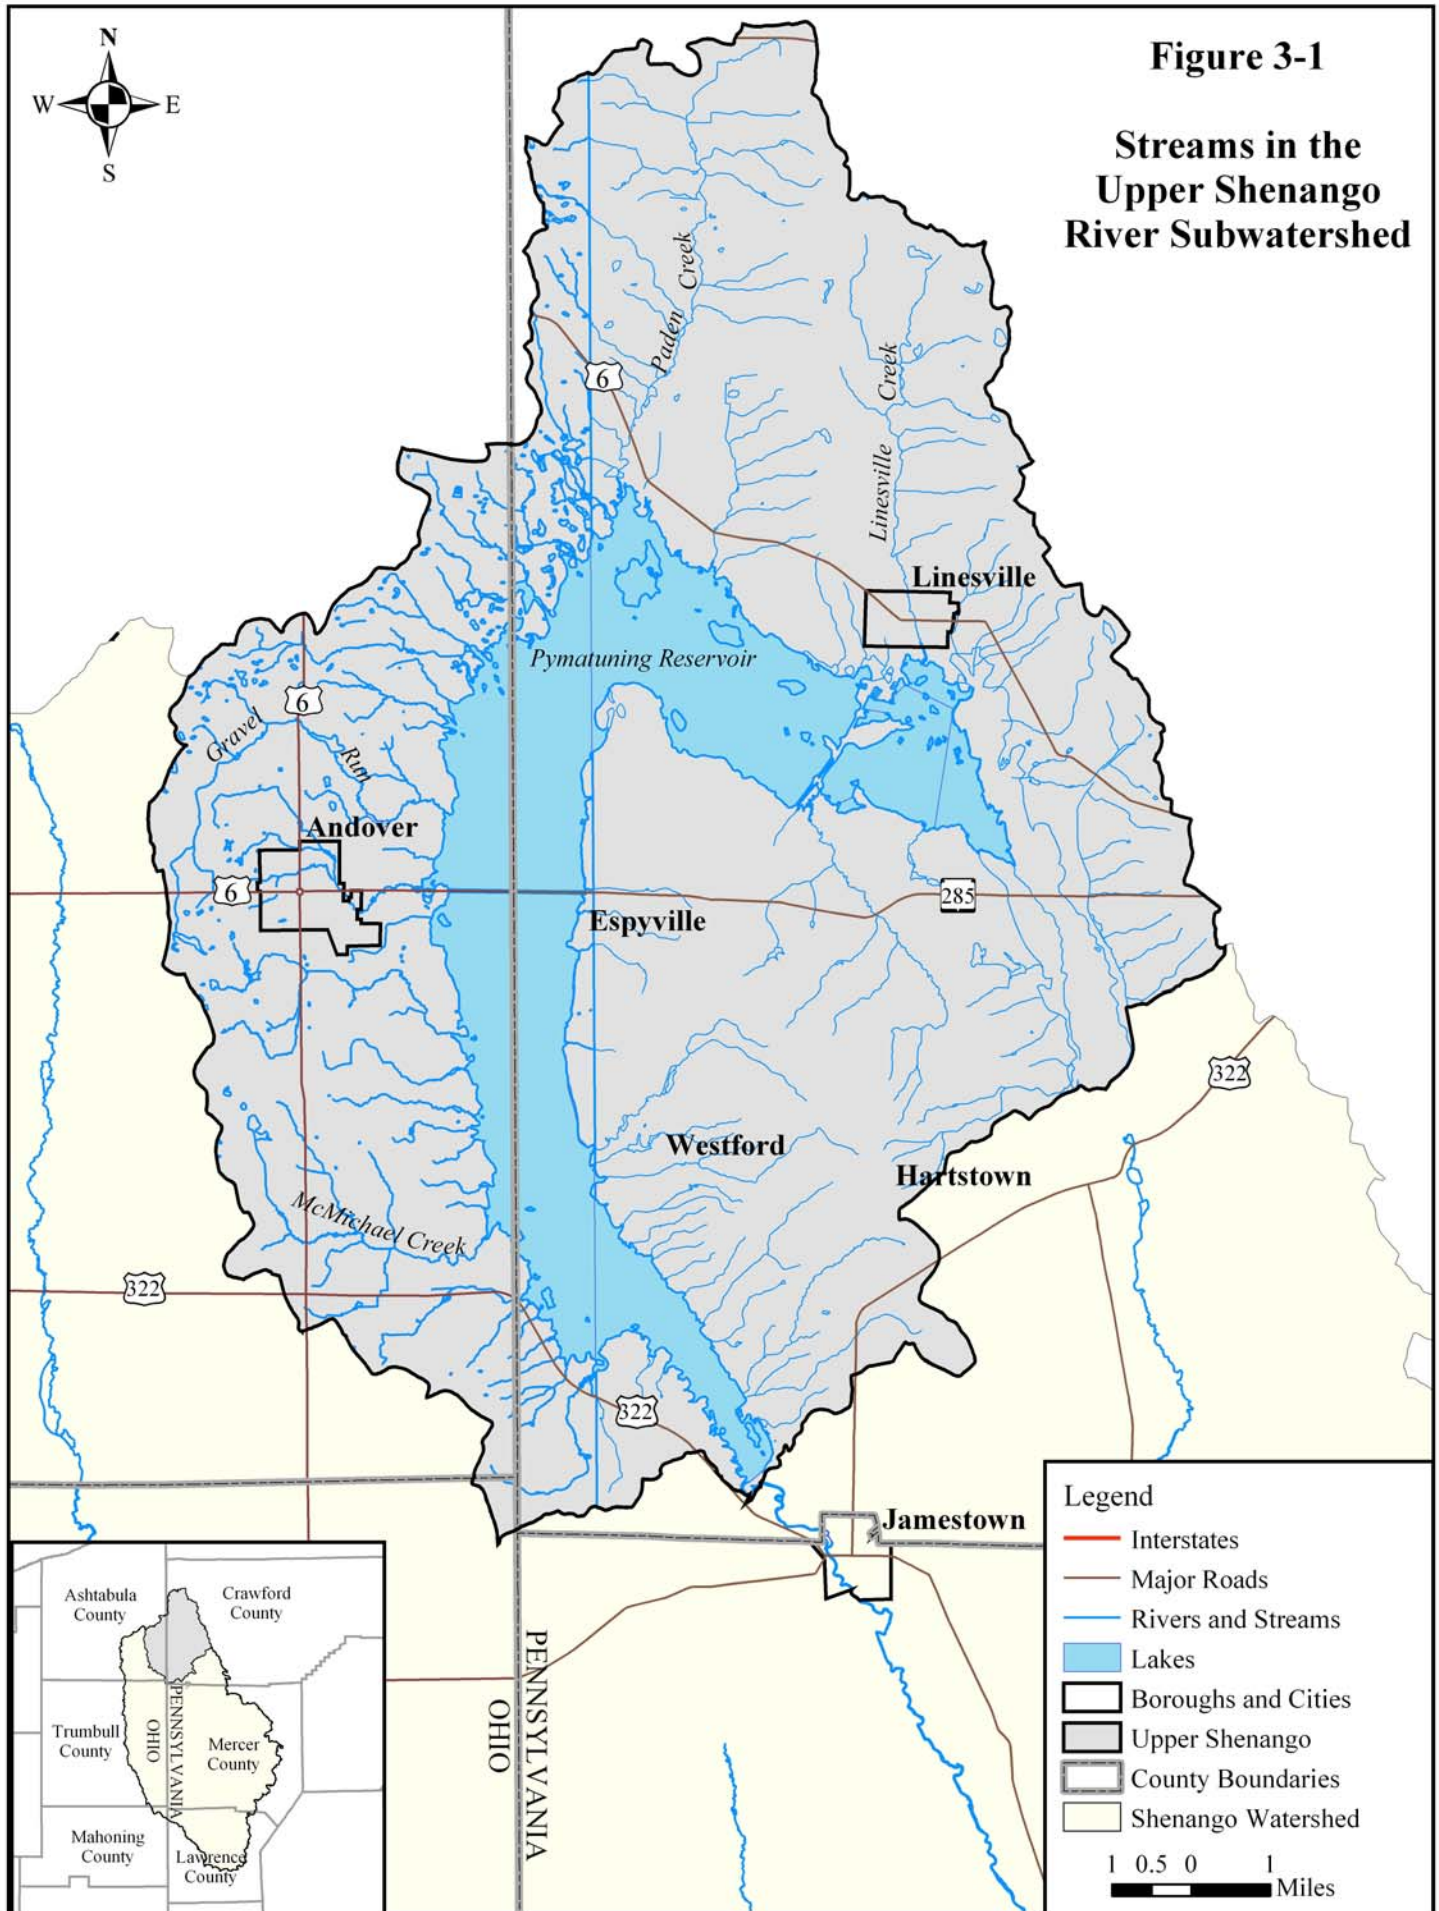 Figure 3-1
Streams in the
Upper Shenango
River Subwatershed
N
W
E
S
Paden Creek
6
Linesville Creek
Linesville
Pymatuning Reservoir
6
Gravel Run
Andover
6
285
Espyville
322
Westford
Hartstown
McMichael Creek
322
322
Jamestown
PENNSYLVANIA
OHIO
Legend
Interstates
Major Roads
Rivers and Streams
Lakes
Boroughs and Cities
Upper Shenango
County Boundaries
Shenango Watershed
1 0.5 0 1
Miles
Ashtabula
County
Crawford
County
Trumbull
County
OHIO
PENNSYLVANIA
Mercer
County
Mahoning
County
Lawrence
County